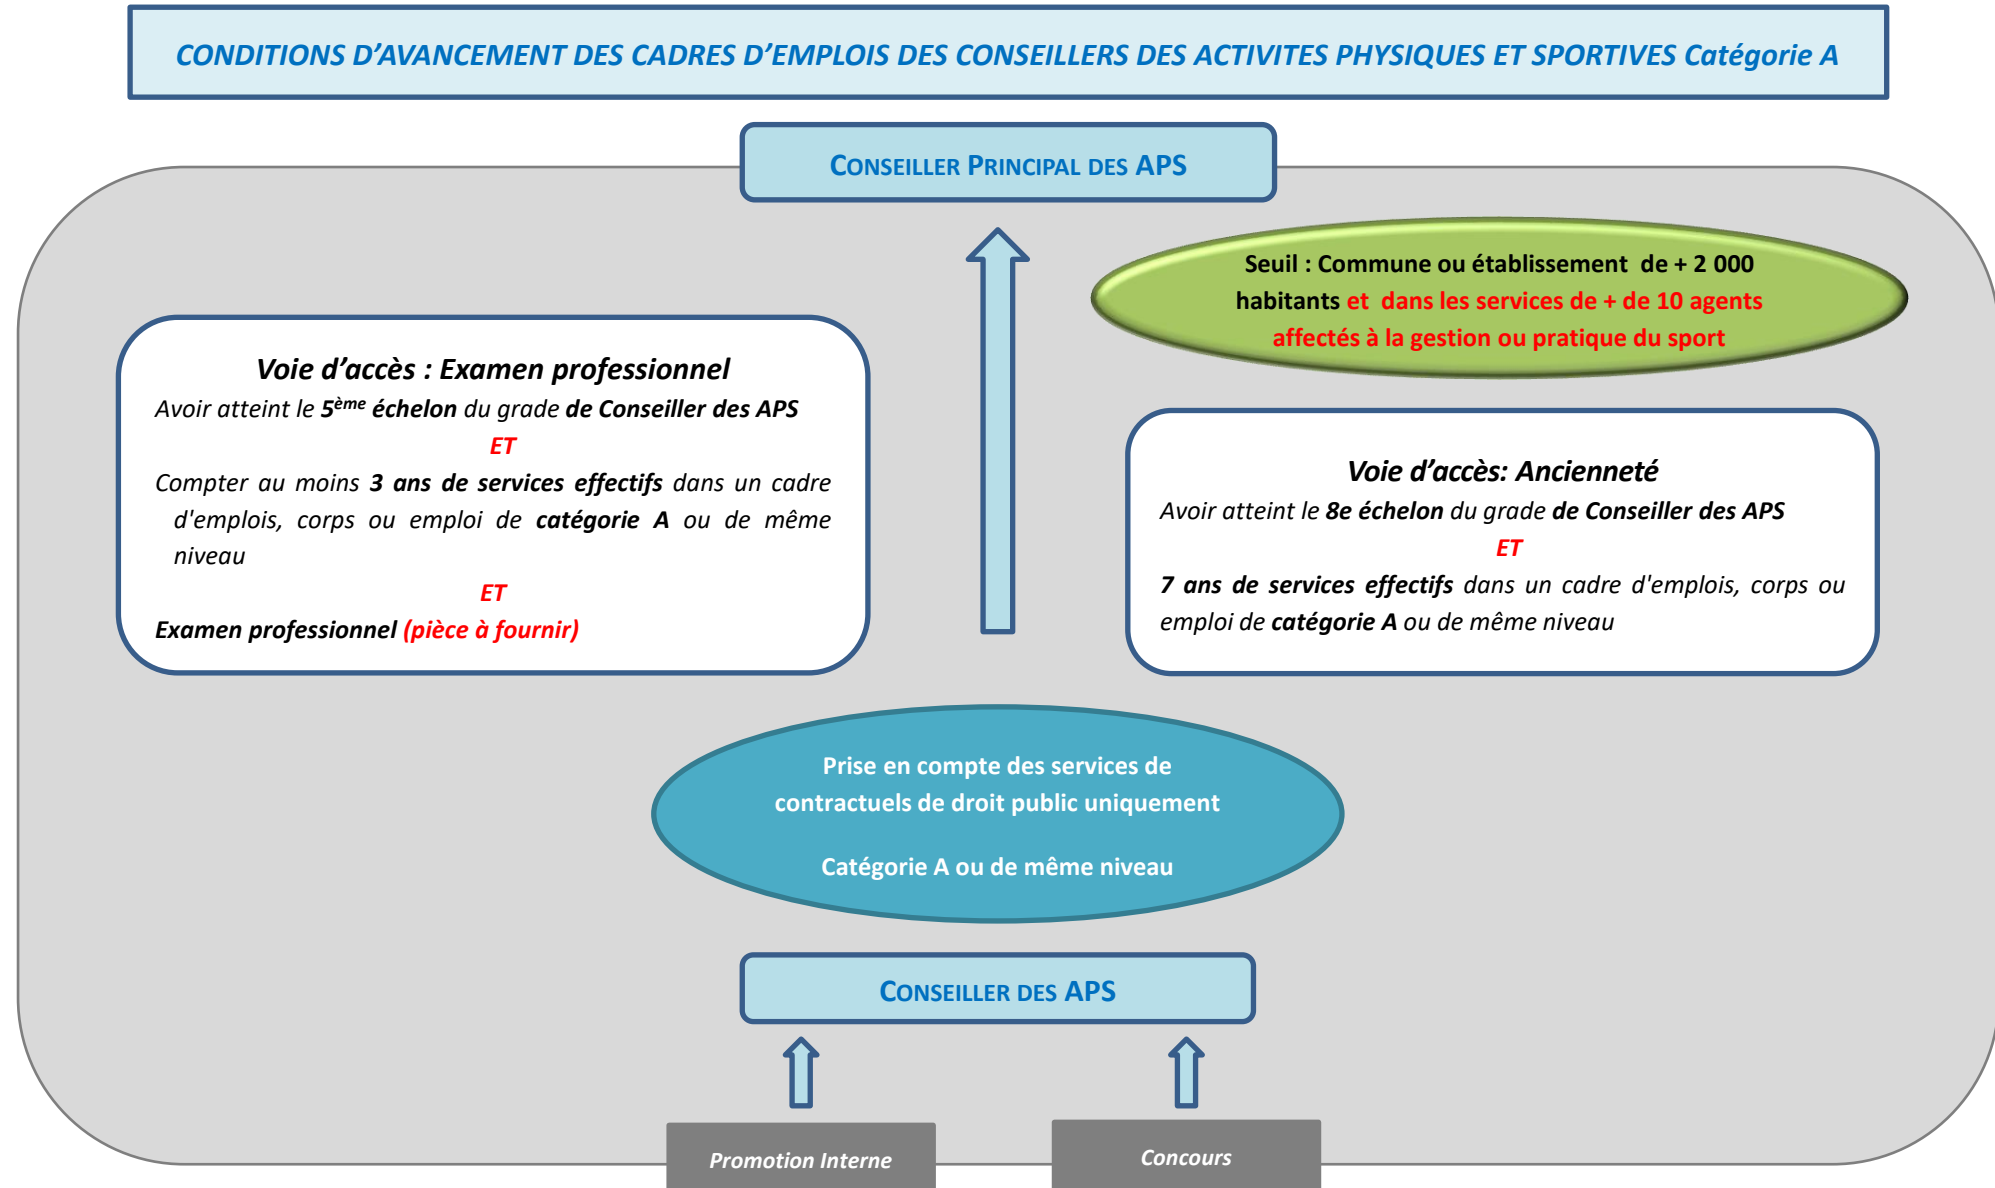 CONDITIONS D'AVANCEMENT DES CADRES D'EMPLOIS DES CONSEILLERS DES ACTIVITES PHYSIQUES ET SPORTIVES Catégorie A
CONSEILLER PRINCIPAL DES APS
Seuil : Commune ou établissement de + 2 000
habitants et dans les services de + de 10 agents
affectés à la gestion ou pratique du sport
Voie d'accès : Examen professionnel
Avoir atteint le 5ème échelon du grade de Conseiller des APS
ET
Compter au moins 3 ans de services effectifs dans un cadre
d'emplois, corps ou emploi de catégorie A ou de même
niveau
ET
Examen professionnel (pièce à fournir)
Voie d'accès: Ancienneté
Avoir atteint le 8e échelon du grade de Conseiller des APS
ET
7 ans de services effectifs dans un cadre d'emplois, corps ou
emploi de catégorie A ou de même niveau
Prise en compte des services de
contractuels de droit public uniquement
Catégorie A ou de même niveau
CONSEILLER DES APS
Promotion Interne
Concours